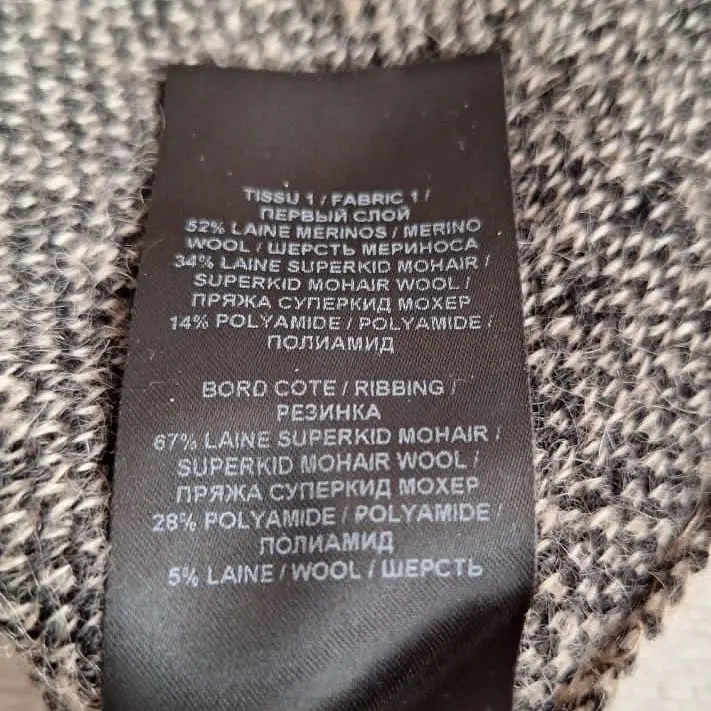 TISSU 1 / FABRIC 1 /
ПЕРВЫЙ СЛОЙ
52% LAINE MERINOS / MERINO
WOOL / ШЕРСТЬ МЕРИНОСА
34% LAINE SUPERKID MOHAIR /
SUPERKID MOHAIR WOOL /
ПРЯЖА СУПЕРКИД МОХЕР
14% POLYAMIDE / POLYAMIDE /
ПОЛИАМИД
BORD COTE / RIBBING /
РЕЗИНКА
67% LAINE SUPERKID MOHAIR /
SUPERKID MOHAIR WOOL /
ПРЯЖА СУПЕРКИД МОХЕР
28% POLYAMIDE / POLYAMIDE /
ПОЛИАМИД
5% LAINE / WOOL / ШЕРСТЬ